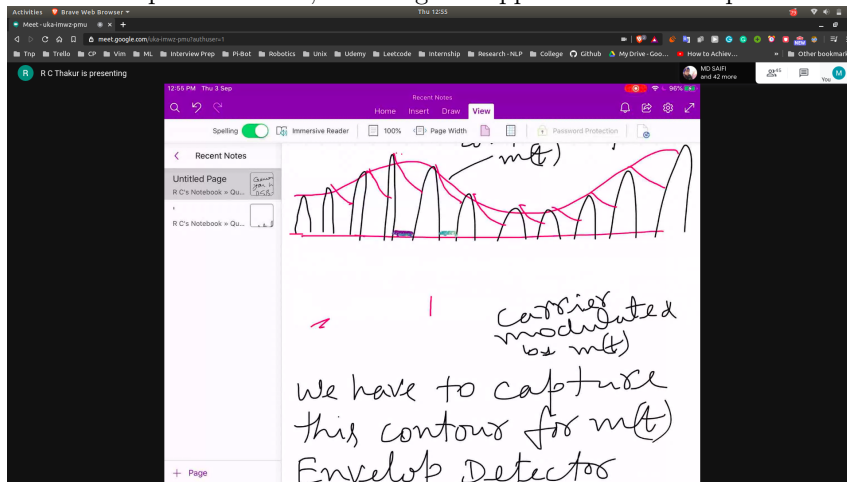 Activities Brave Web Browser Thu 12:55
Meet - uka-imwz-pmu
meet.google.com/uka-imwz-pmu?authuser=1
Tnp Trello CP Vim ML Interview Prep Pi-Bot Robotics Unix Udemy Leetcode Internship Research - NLP College Github My Drive - Goo... How to Achiev... Other bookmar
R R C Thakur is presenting
MD SAIFI
and 42 more
You M
12:55 PM Thu 3 Sep 96%
Recent Notes
Home Insert Draw View
Spelling Immersive Reader 100% Page Width Password Protection
Recent Notes
Untitled Page
R C's Notebook » Qu...
R C's Notebook » Qu...
m(t)
carrier
modulated
by m(t)
We have to capture
this contour for m(t)
Envelop Detector
+ Page